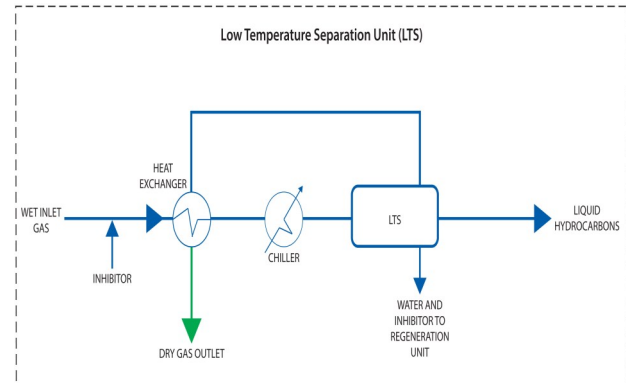 Low Temperature Separation Unit (LTS)
HEAT
EXCHANGER
WET INLET
GAS
INHIBITOR
CHILLER
LTS
LIQUID
HYDROCARBONS
WATER AND
INHIBITOR TO
REGENERATION
UNIT
DRY GAS OUTLET